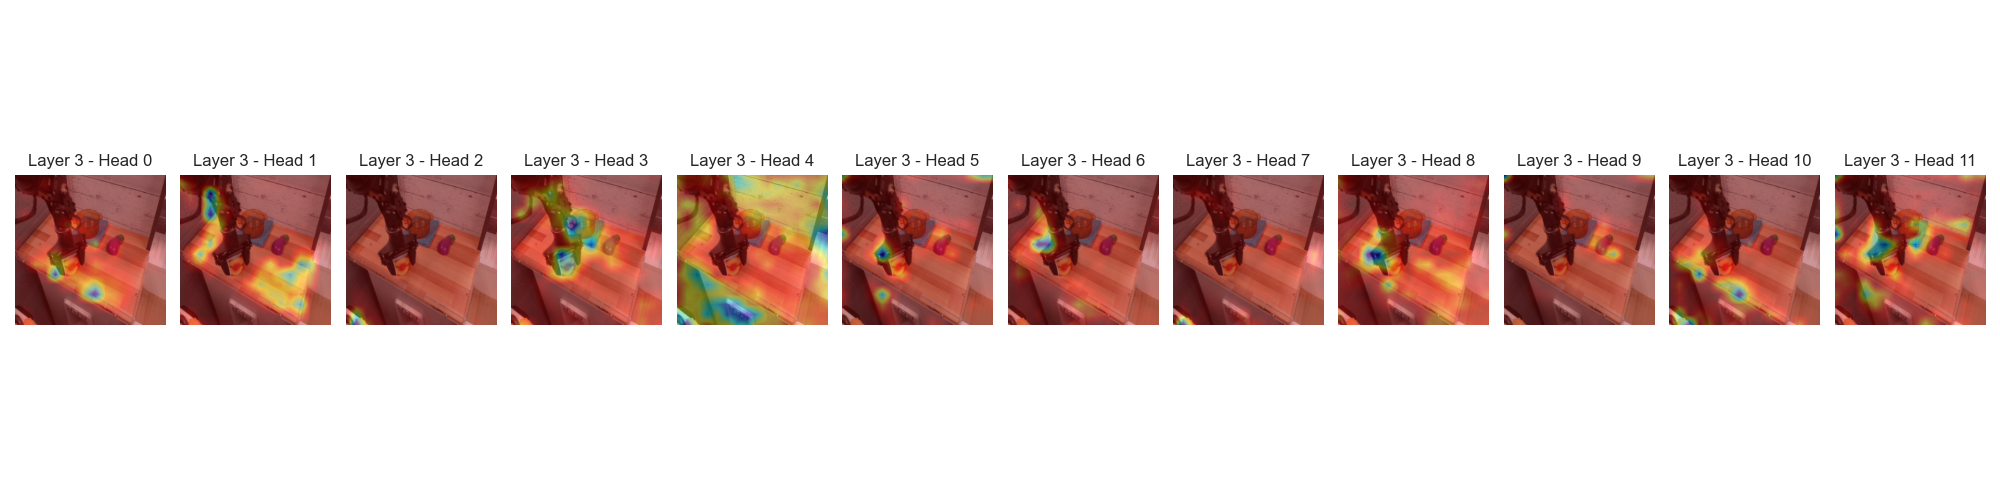 Layer 3 - Head 0
Layer 3 - Head 1
Layer 3 - Head 2
Layer 3 - Head 3
Layer 3 - Head 4
Layer 3 - Head 5
Layer 3 - Head 6
Layer 3 - Head 7
Layer 3 - Head 8
Layer 3 - Head 9
Layer 3 - Head 10
Layer 3 - Head 11